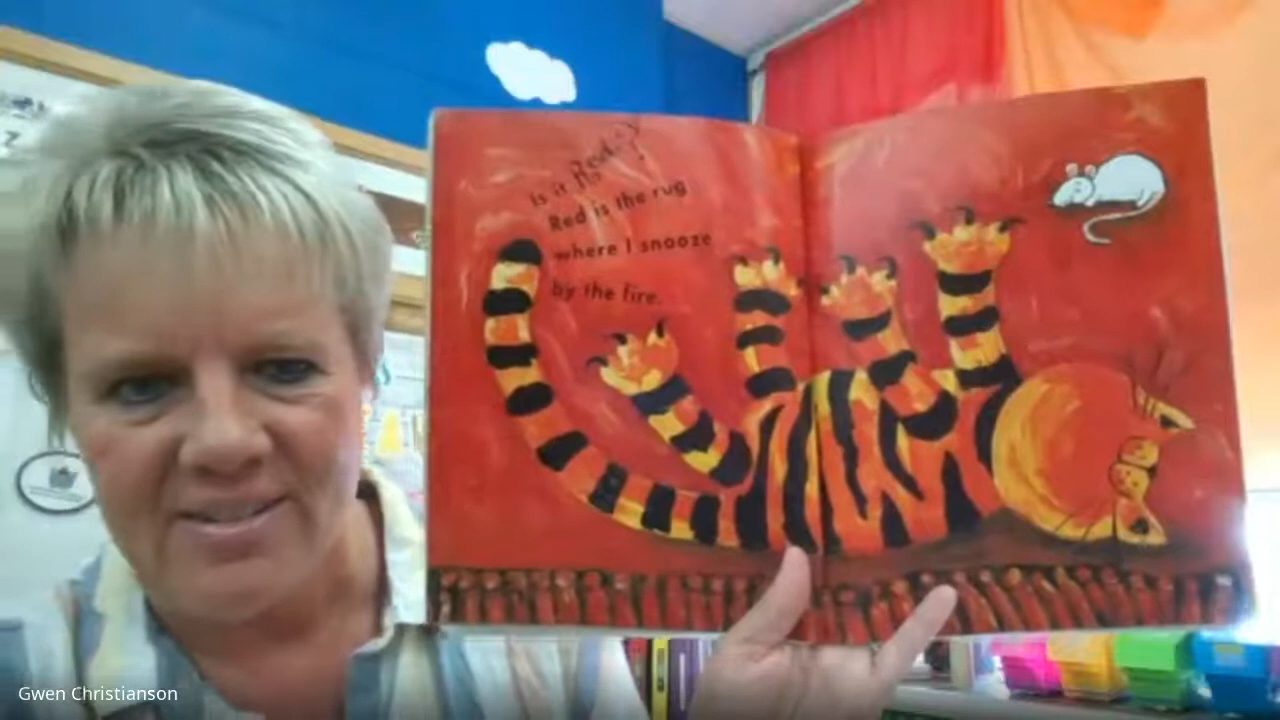 Is it Red?
Red is the rug
where I snooze
by the fire.
Gwen Christianson